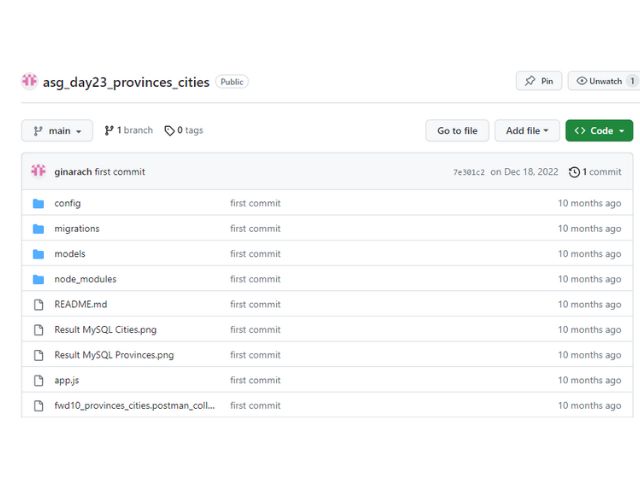 asg_day23_provinces_cities Public Pin Unwatch 1
main 1 branch 0 tags Go to file Add file Code
ginarach first commit 7e301c2 on Dec 18, 2022 1 commit
config first commit 10 months ago
migrations first commit 10 months ago
models first commit 10 months ago
node_modules first commit 10 months ago
README.md first commit 10 months ago
Result MySQL Cities.png first commit 10 months ago
Result MySQL Provinces.png first commit 10 months ago
app.js first commit 10 months ago
fwd10_provinces_cities.postman_coll... first commit 10 months ago